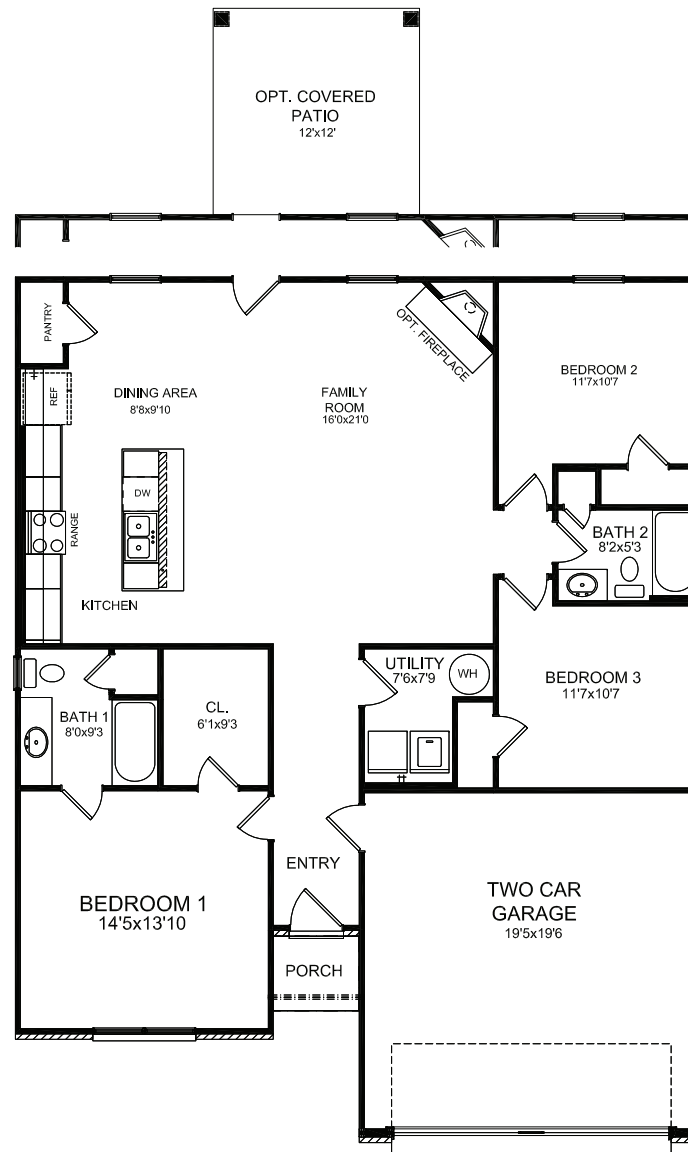 OPT. COVERED
PATIO
12'x12'
PANTRY
OPT. FIREPLACE
REF
DINING AREA
8'8x9'10
FAMILY
ROOM
16'0x21'0
BEDROOM 2
11'7x10'7
DW
RANGE
BATH 2
8'2x5'3
KITCHEN
UTILITY
7'6x7'9
WH
BEDROOM 3
11'7x10'7
BATH 1
8'0x9'3
CL.
6'1x9'3
ENTRY
BEDROOM 1
14'5x13'10
TWO CAR
GARAGE
19'5x19'6
PORCH